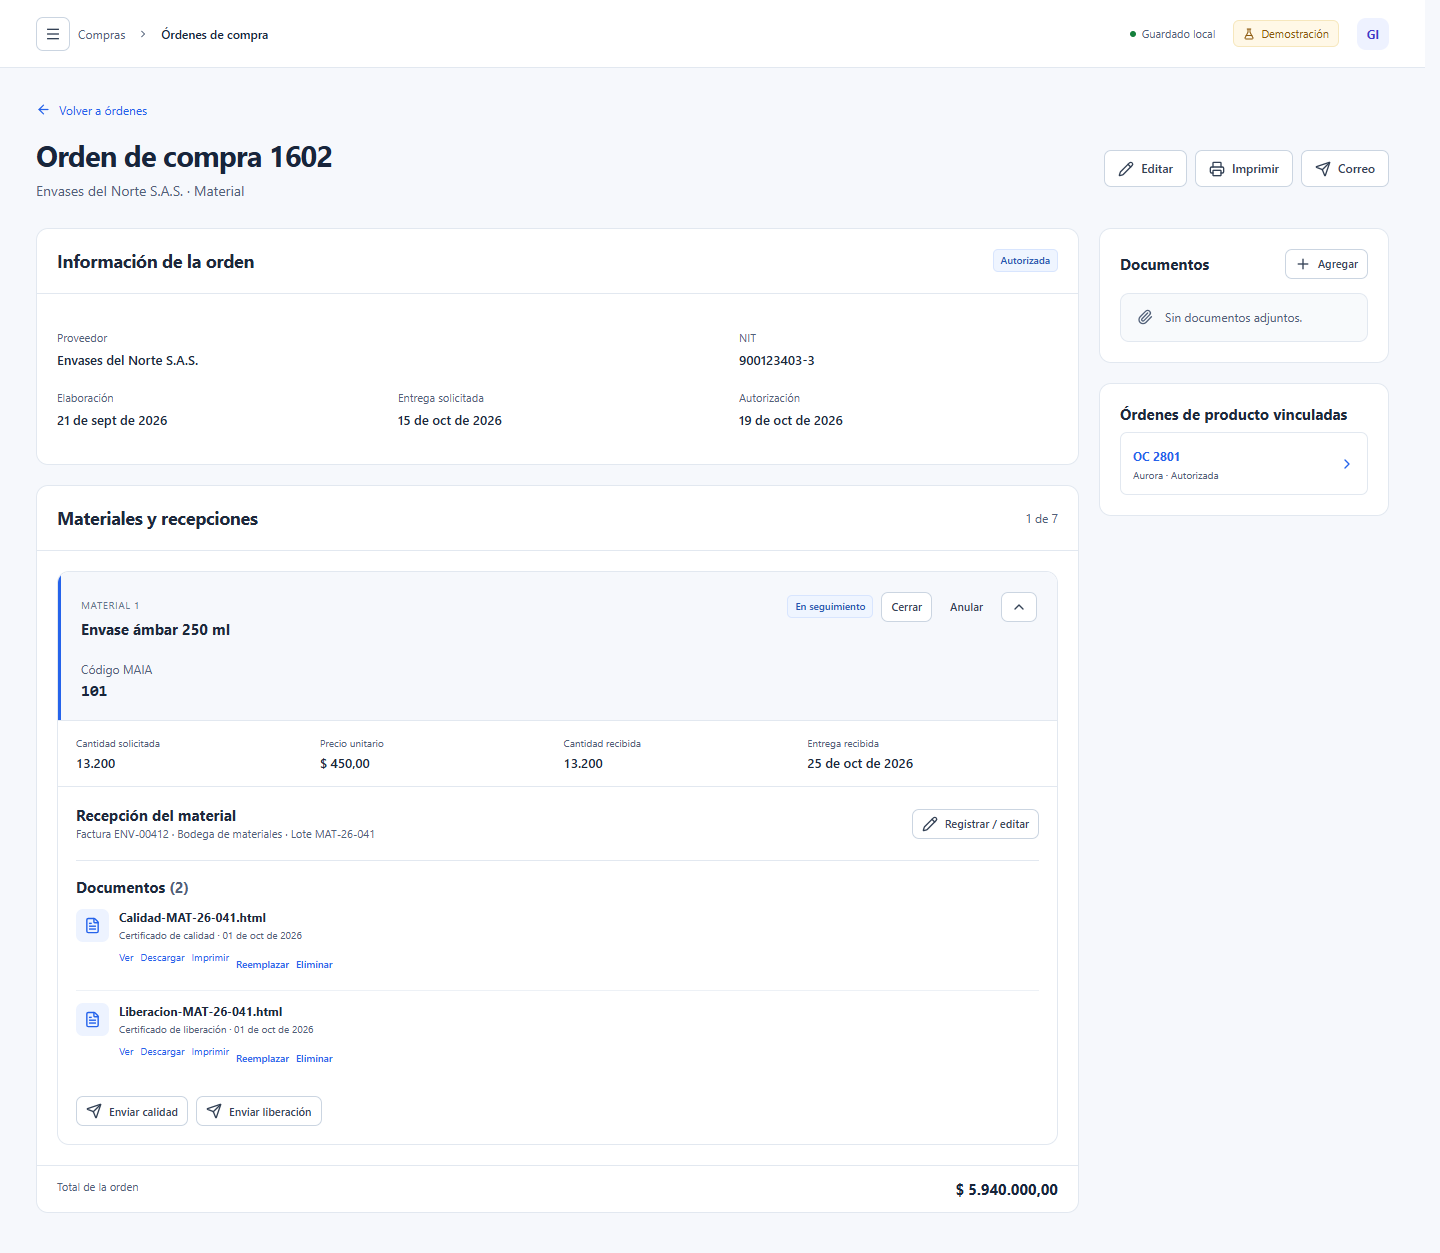 Compras
Órdenes de compra
Guardado local
Demostración
GI
Volver a órdenes
Orden de compra 1602
Envases del Norte S.A.S. · Material
Editar
Imprimir
Correo
Información de la orden
Autorizada
Proveedor
Envases del Norte S.A.S.
NIT
900123403-3
Elaboración
21 de sept de 2026
Entrega solicitada
15 de oct de 2026
Autorización
19 de oct de 2026
Documentos
Agregar
Sin documentos adjuntos.
Órdenes de producto vinculadas
OC 2801
Aurora · Autorizada
Materiales y recepciones
1 de 7
MATERIAL 1
Envase ámbar 250 ml
En seguimiento
Cerrar
Anular
Código MAIA
101
Cantidad solicitada
13.200
Precio unitario
$ 450,00
Cantidad recibida
13.200
Entrega recibida
25 de oct de 2026
Recepción del material
Factura ENV-00412 · Bodega de materiales · Lote MAT-26-041
Registrar / editar
Documentos (2)
Calidad-MAT-26-041.html
Certificado de calidad · 01 de oct de 2026
Ver Descargar Imprimir Reemplazar Eliminar
Liberacion-MAT-26-041.html
Certificado de liberación · 01 de oct de 2026
Ver Descargar Imprimir Reemplazar Eliminar
Enviar calidad
Enviar liberación
Total de la orden
$ 5.940.000,00